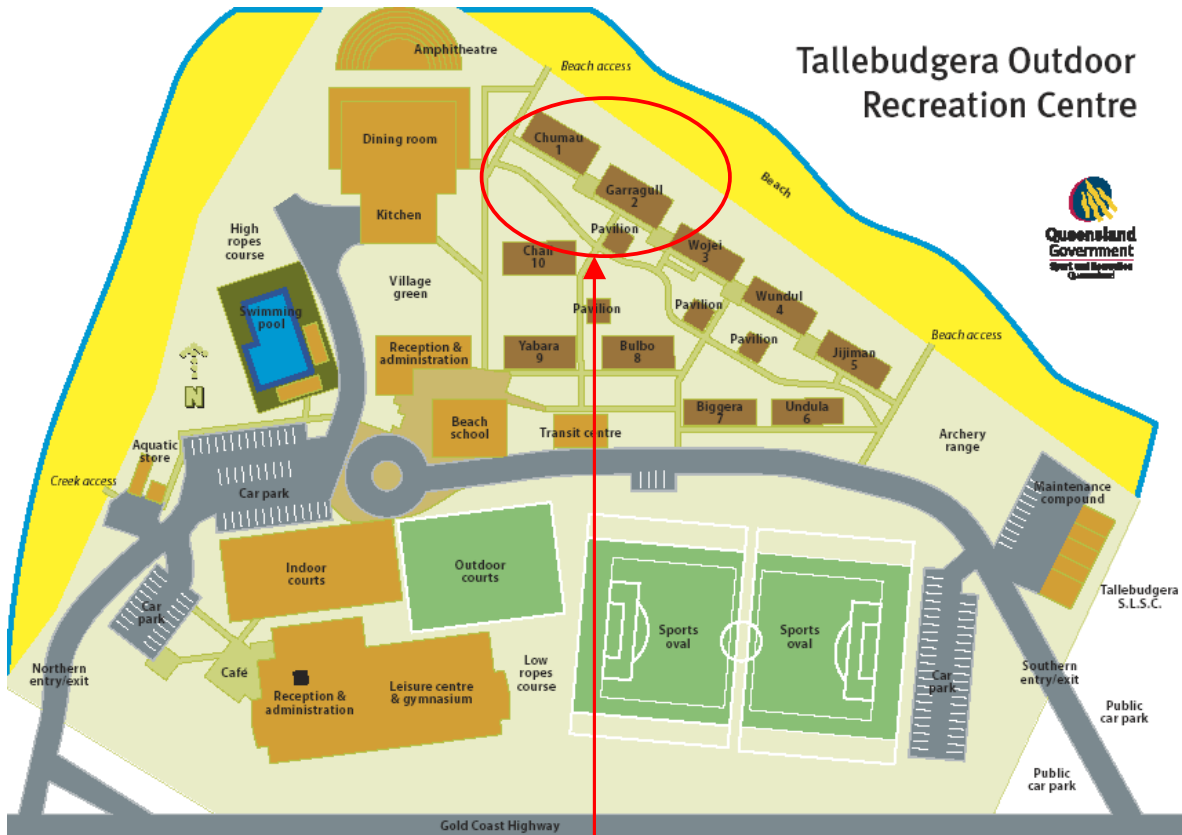 Tallebudgera Outdoor
Recreation Centre
Amphitheatre
Beach access
Dining room
Chumau
1
Garragull
2
Beach
Queensland
Government
Kitchen
Pavilion
Wojei
3
High
ropes
course
Chan
10
Village
green
Swimming
pool
Pavilion
Pavilion
Wundul
4
Pavilion
Beach access
Reception &
administration
Yabara
9
Bulbo
8
Jijiman
5
N
Beach
school
Transit centre
Biggera
7
Undula
6
Archery
range
Aquatic
store
Creek access
Car park
Maintenance
compound
Indoor
courts
Outdoor
courts
Tallebudgera
S.L.S.C.
Car
park
Sports
oval
Sports
oval
Northern
entry/exit
Café
Reception &
administration
Leisure centre
& gymnasium
Low
ropes
course
Car
park
Southern
entry/exit
Public
car park
Public
car park
Gold Coast Highway